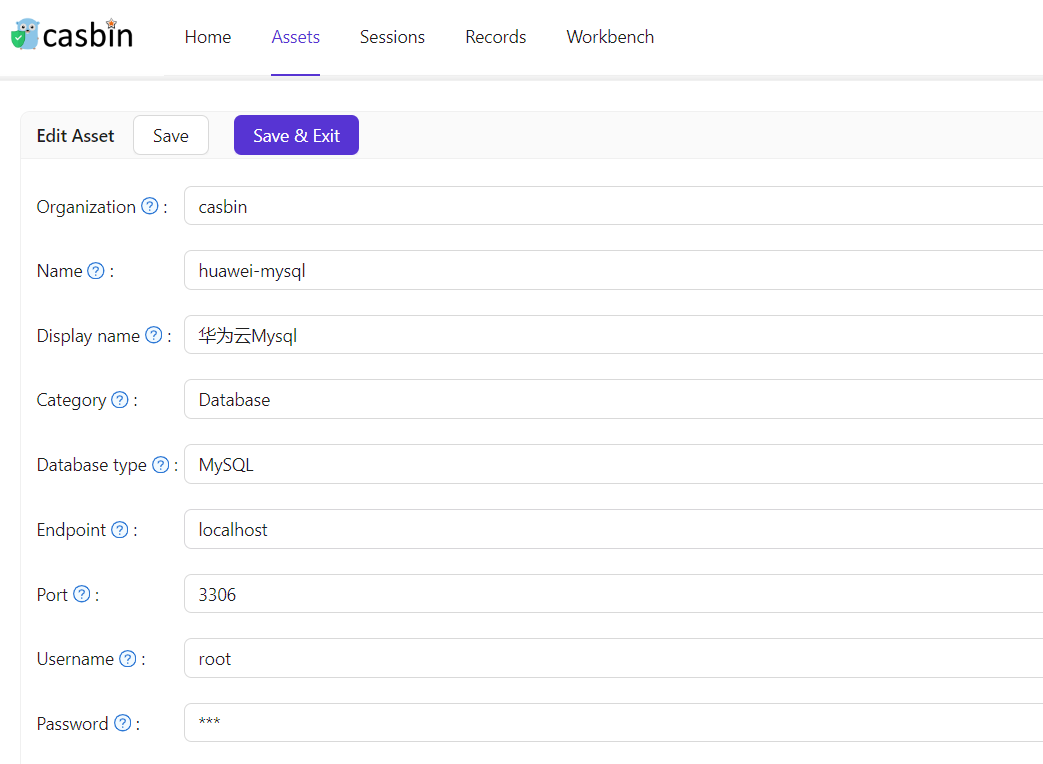 casbin Home Assets Sessions Records Workbench
Edit Asset Save Save & Exit
Organization ? : casbin
Name ? : huawei-mysql
Display name ? : 华为云Mysql
Category ? : Database
Database type ? : MySQL
Endpoint ? : localhost
Port ? : 3306
Username ? : root
Password ? : ***